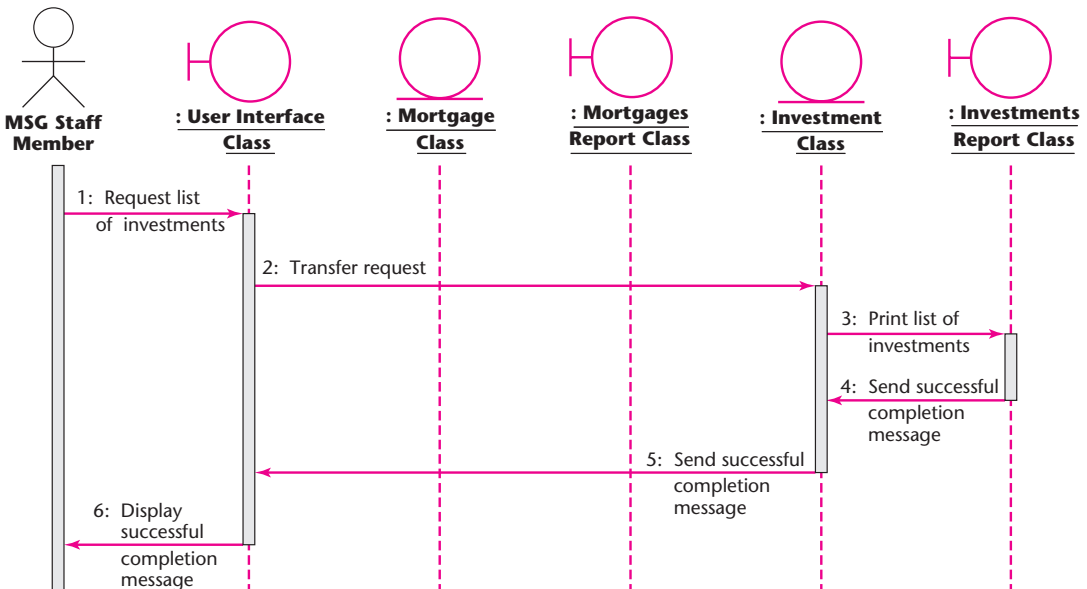 MSG Staff
Member
: User Interface
Class
: Mortgage
Class
: Mortgages
Report Class
: Investment
Class
: Investments
Report Class
1: Request list
of investments
2: Transfer request
3: Print list of
investments
4: Send successful
completion
message
5: Send successful
completion
message
6: Display
successful
completion
message